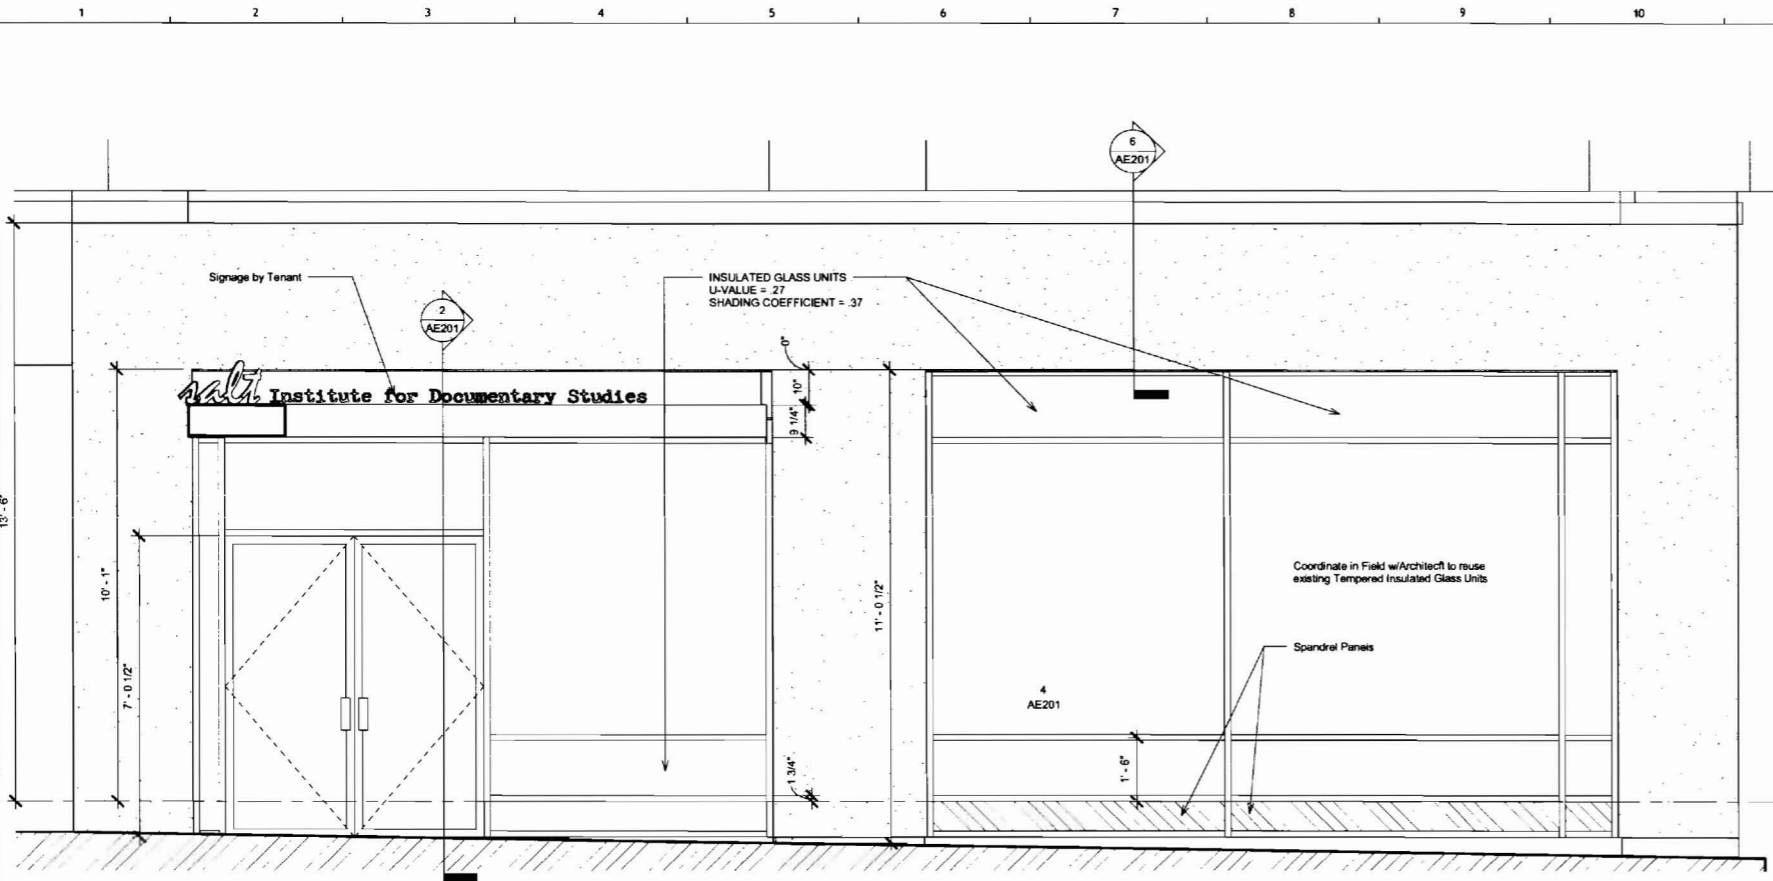 1 2 3 4 5 6 7 8 9 10
6
AE201
Signage by Tenant
INSULATED GLASS UNITS
U-VALUE = .27
SHADING COEFFICIENT = .37
2
AE201
0"
10"
9 1/4"
salt Institute for Documentary Studies
13' - 6"
10' - 1"
7' - 0 1/2"
11' - 0 1/2"
Coordinate in Field w/Architect to reuse
existing Tempered Insulated Glass Units
Spandrel Panels
4
AE201
1' - 6"
1 3/4"